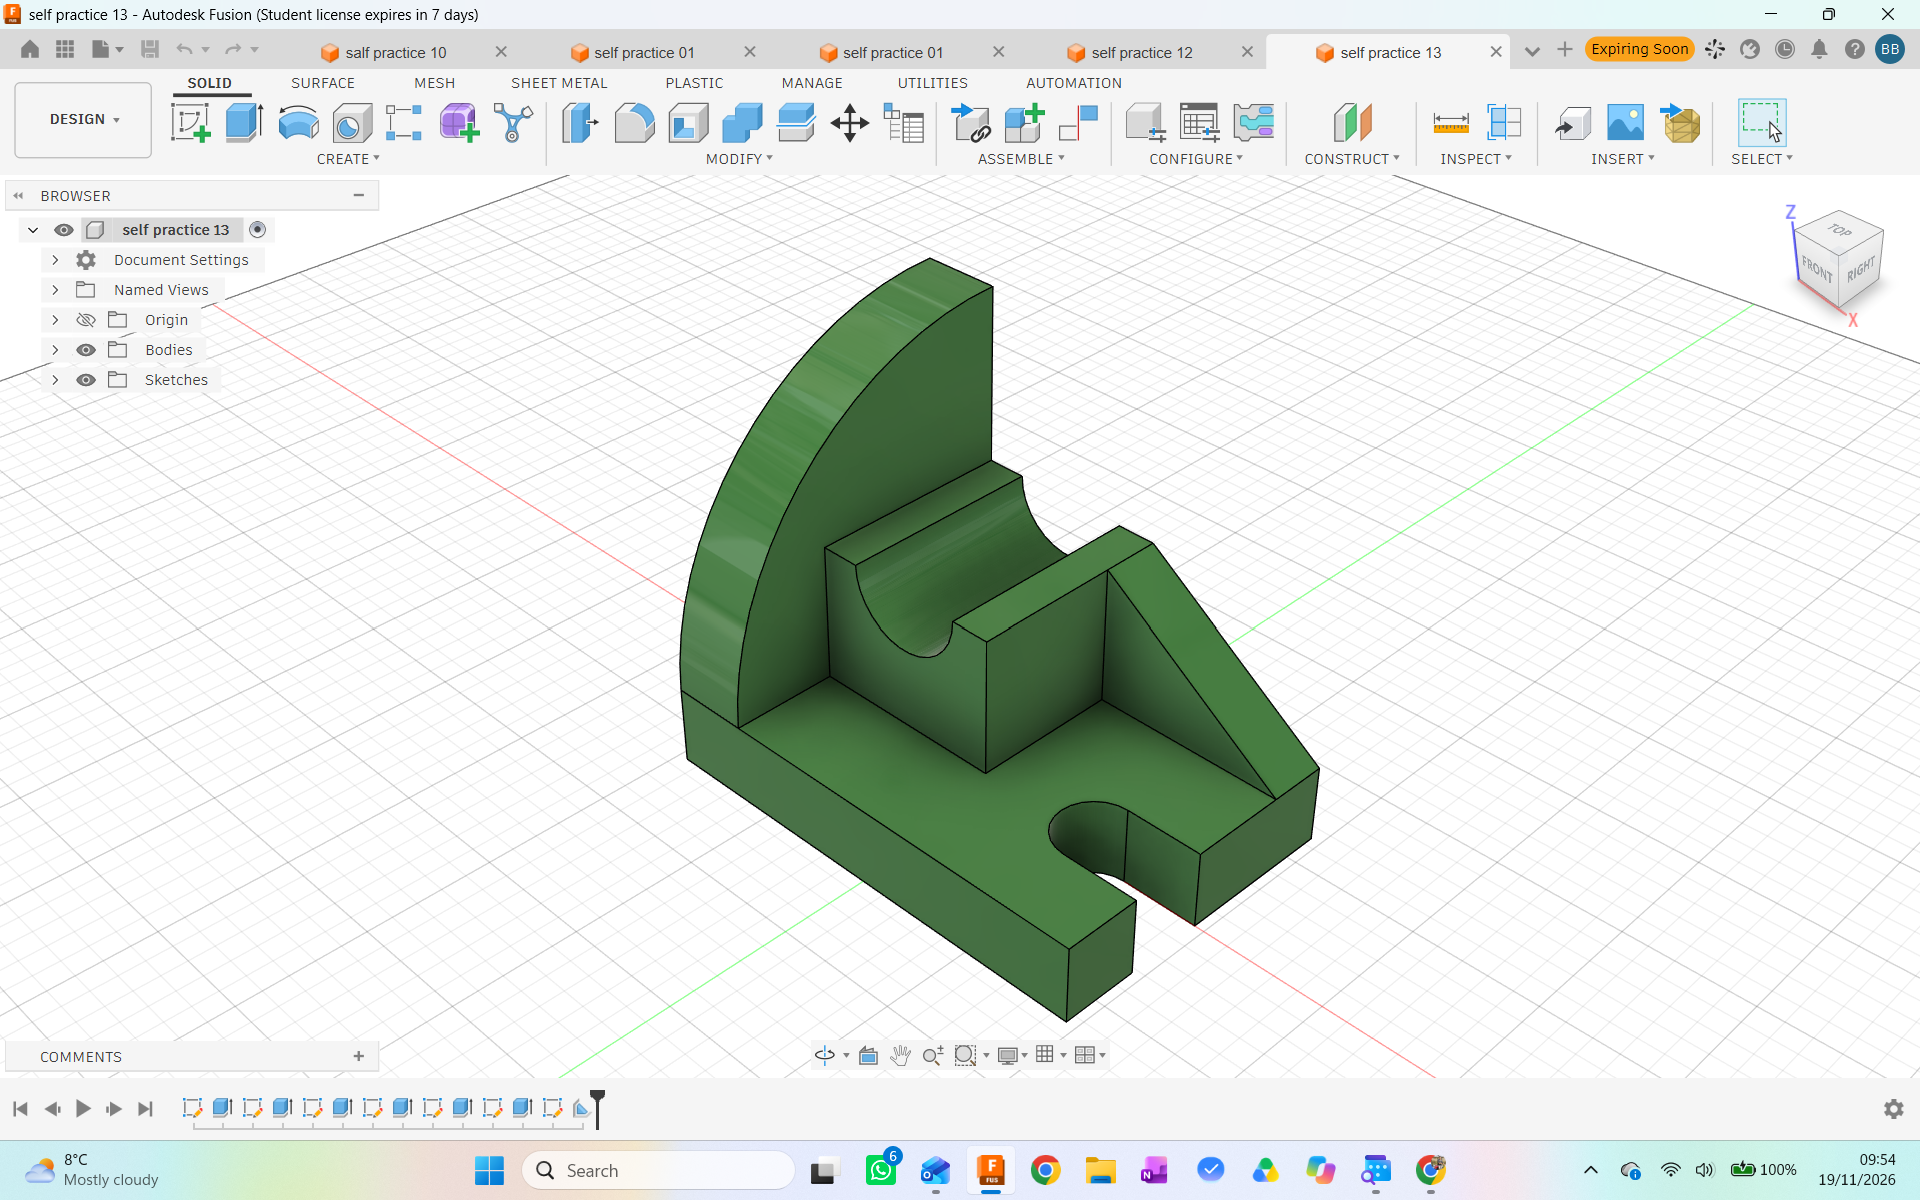 self practice 13 - Autodesk Fusion (Student license expires in 7 days)
salf practice 10
self practice 01
self practice 01
self practice 12
self practice 13
Expiring Soon
BB
DESIGN
SOLID
SURFACE
MESH
SHEET METAL
PLASTIC
MANAGE
UTILITIES
AUTOMATION
CREATE
MODIFY
ASSEMBLE
CONFIGURE
CONSTRUCT
INSPECT
INSERT
SELECT
BROWSER
self practice 13
Document Settings
Named Views
Origin
Bodies
Sketches
Z
TOP
FRONT
RIGHT
X
COMMENTS
8°C
Mostly cloudy
Search
6
F
FUS
100%
09:54
19/11/2026